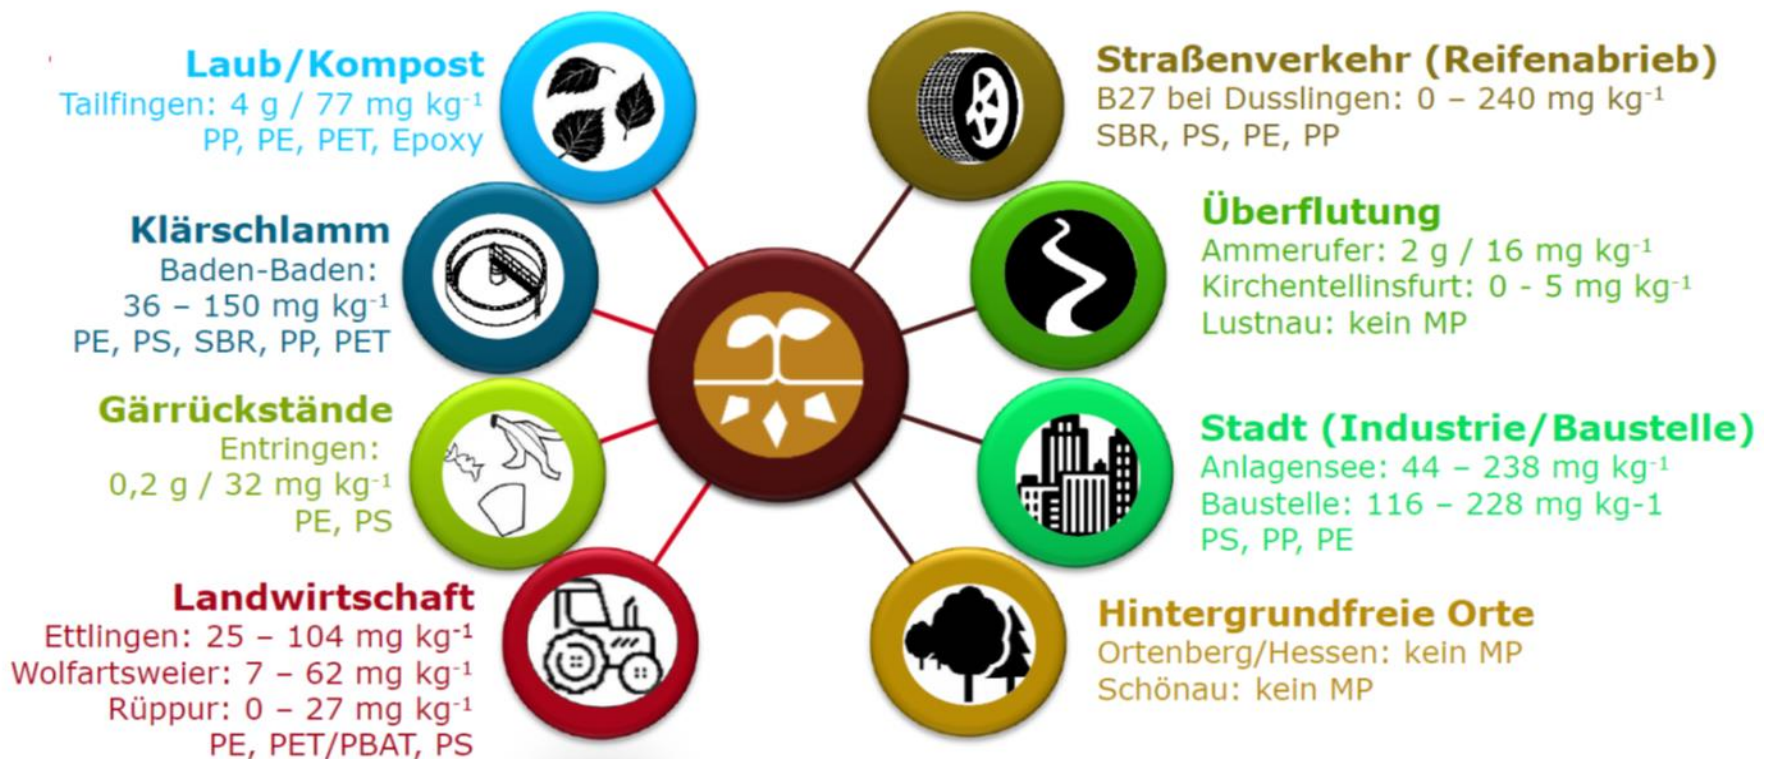 Laub/Kompost
Tailfingen: 4 g / 77 mg kg⁻¹
PP, PE, PET, Epoxy
Klärschlamm
Baden-Baden:
36 – 150 mg kg⁻¹
PE, PS, SBR, PP, PET
Gärrückstände
Entringen:
0,2 g / 32 mg kg⁻¹
PE, PS
Landwirtschaft
Ettlingen: 25 – 104 mg kg⁻¹
Wolfartsweier: 7 – 62 mg kg⁻¹
Rüppur: 0 – 27 mg kg⁻¹
PE, PET/PBAT, PS
Straßenverkehr (Reifenabrieb)
B27 bei Dusslingen: 0 – 240 mg kg⁻¹
SBR, PS, PE, PP
Überflutung
Ammerufer: 2 g / 16 mg kg⁻¹
Kirchentellinsfurt: 0 - 5 mg kg⁻¹
Lustnau: kein MP
Stadt (Industrie/Baustelle)
Anlagensee: 44 – 238 mg kg⁻¹
Baustelle: 116 – 228 mg kg-1
PS, PP, PE
Hintergrundfreie Orte
Ortenberg/Hessen: kein MP
Schönau: kein MP